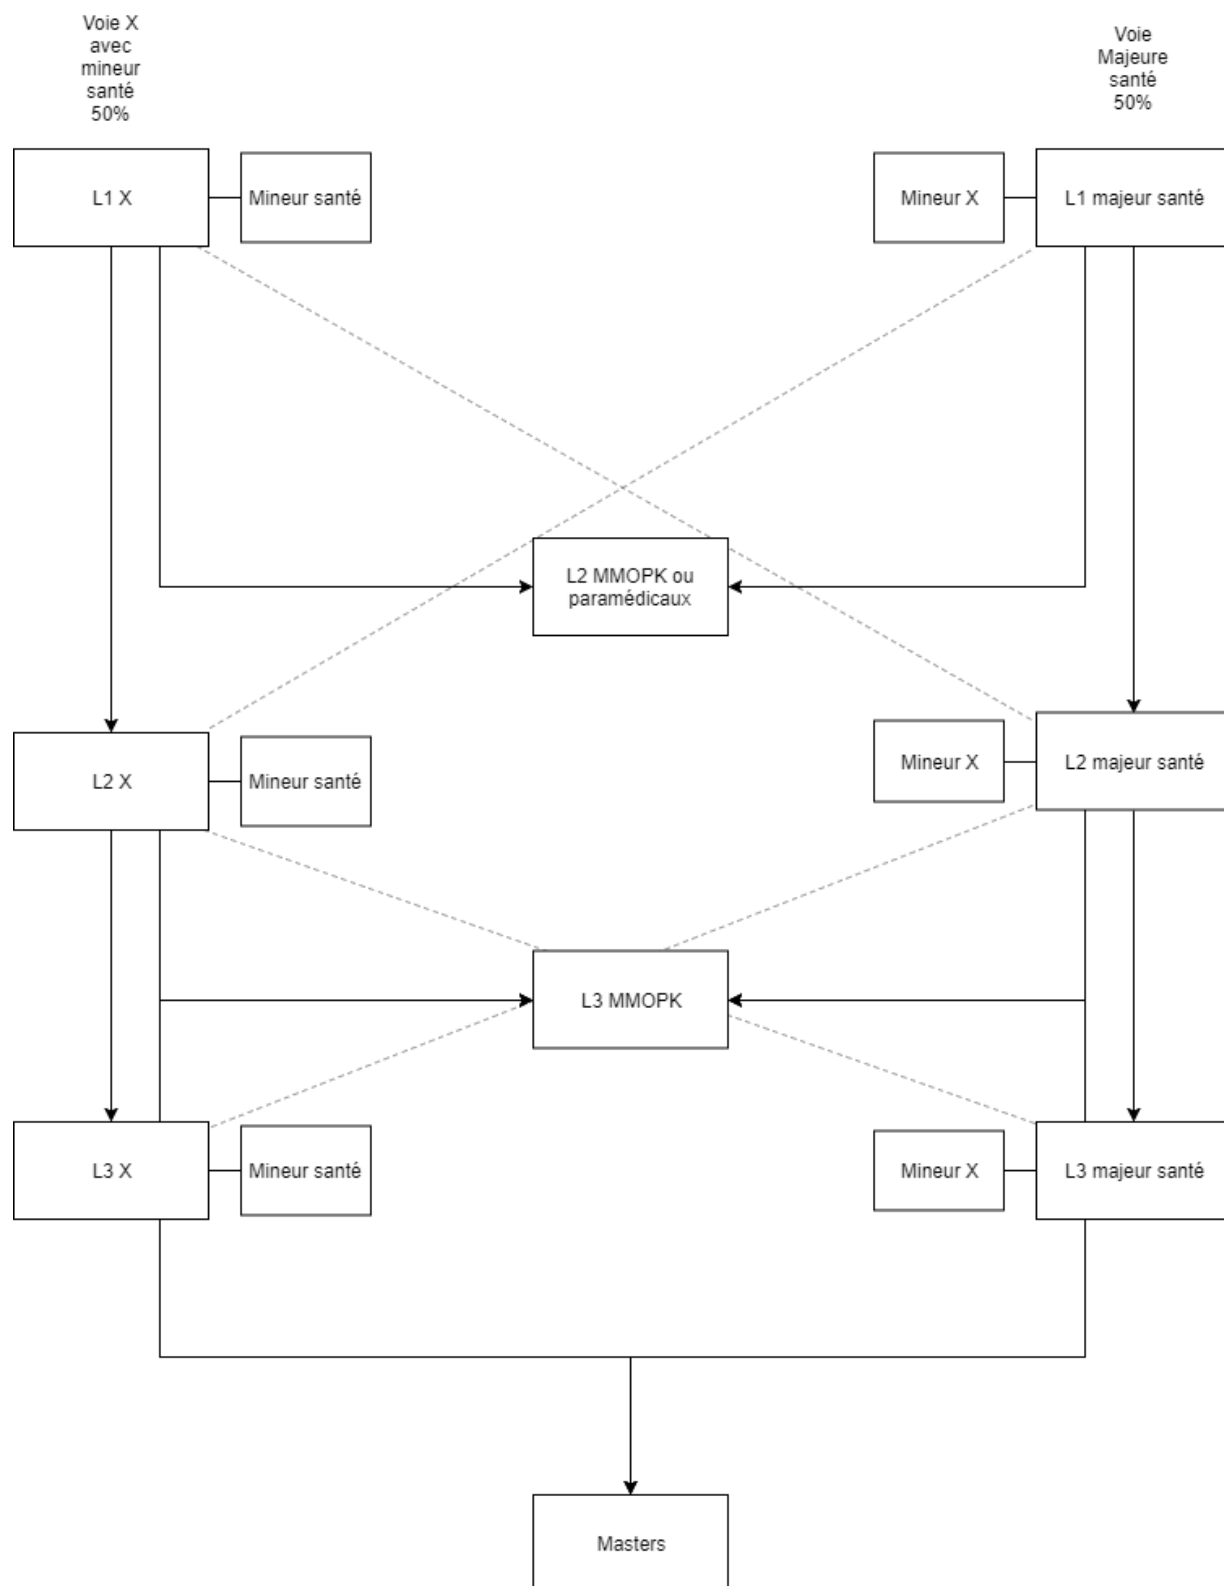 Voie X
avec
mineur
santé
50%
Voie
Majeure
santé
50%
L1 X
Mineur santé
Mineur X
L1 majeur santé
L2 MMOPK ou
paramédicaux
L2 X
Mineur santé
Mineur X
L2 majeur santé
L3 MMOPK
L3 X
Mineur santé
Mineur X
L3 majeur santé
Masters